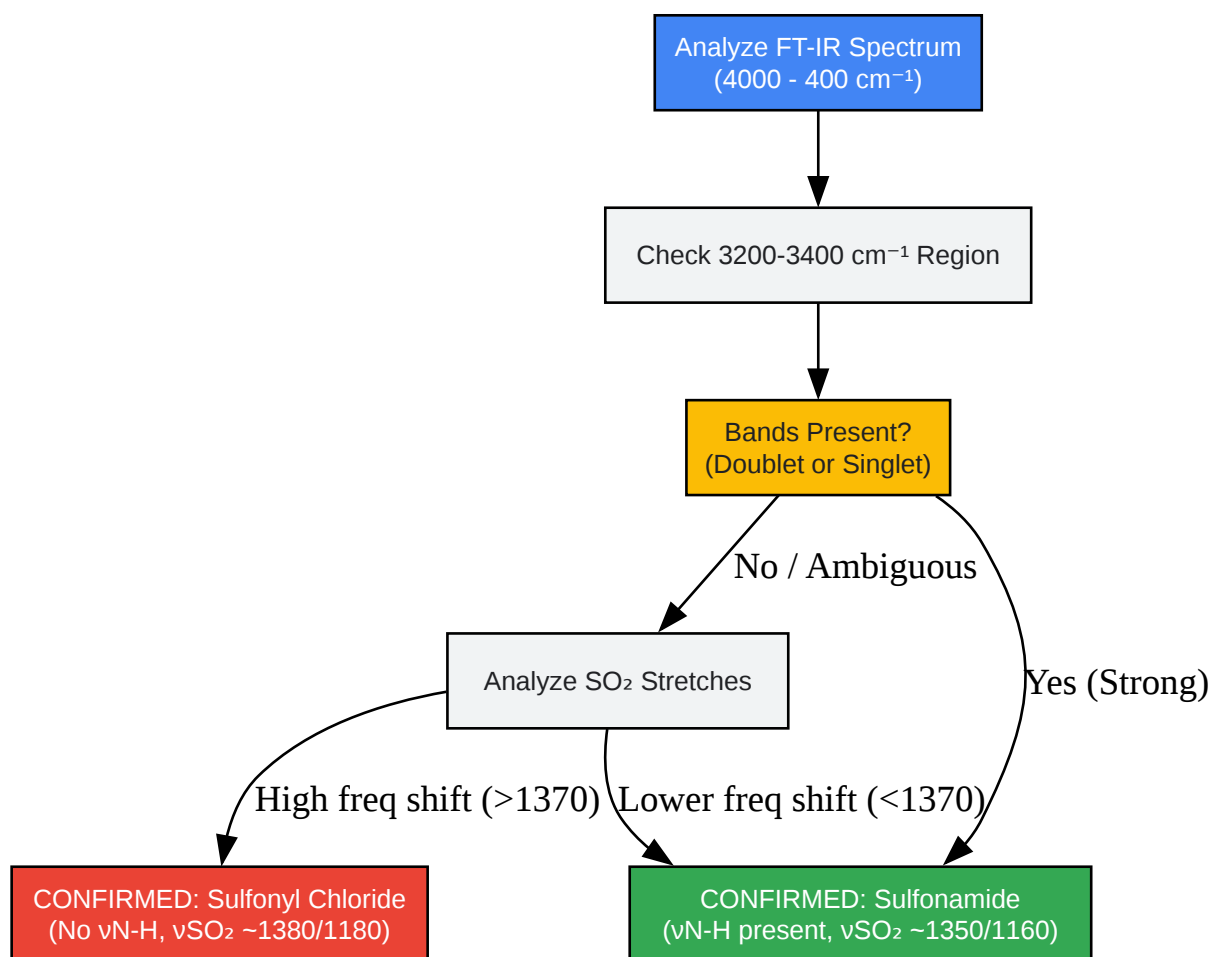 Analyze FT-IR Spectrum
(4000 - 400 cm⁻¹)
Check 3200-3400 cm⁻¹ Region
Bands Present?
(Doublet or Singlet)
No / Ambiguous
Analyze SO₂ Stretches
Yes (Strong)
High freq shift (>1370)
Lower freq shift (<1370)
CONFIRMED: Sulfonyl Chloride
(No νN-H, νSO₂ ~1380/1180)
CONFIRMED: Sulfonamide
(νN-H present, νSO₂ ~1350/1160)